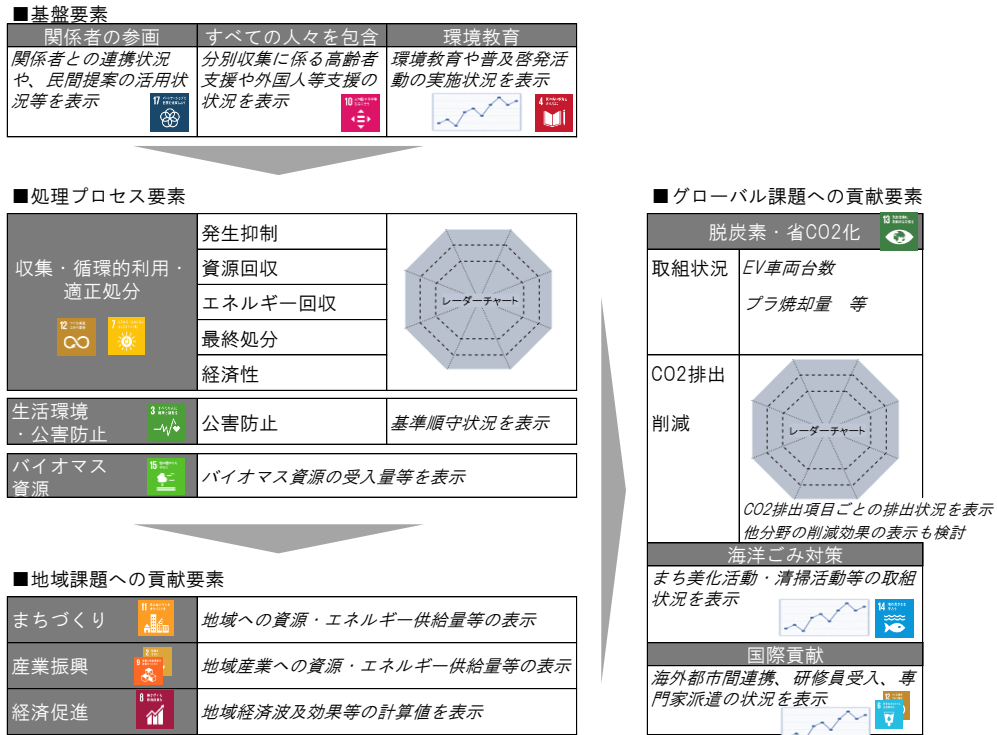 ■基盤要素
関係者の参画
すべての人々を包含
環境教育
関係者との連携状況
や、民間提案の活用状
況等を表示
17
分別収集に係る高齢者
支援や外国人等支援の
状況を表示
10
環境教育や普及啓発活
動の実施状況を表示
4
■処理プロセス要素
収集・循環的利用・
適正処分
12
7
発生抑制
資源回収
エネルギー回収
最終処分
経済性
レーダーチャート
生活環境
・公害防止
3
公害防止
基準順守状況を表示
バイオマス
資源
15
バイオマス資源の受入量等を表示
■地域課題への貢献要素
まちづくり
11
地域への資源・エネルギー供給量等の表示
産業振興
9
地域産業への資源・エネルギー供給量等の表示
経済促進
8
地域経済波及効果等の計算値を表示
■グローバル課題への貢献要素
脱炭素・省CO2化
13
取組状況
EV車両台数
プラ焼却量　等
CO2排出
削減
レーダーチャート
CO2排出項目ごとの排出状況を表示
他分野の削減効果の表示も検討
海洋ごみ対策
まち美化活動・清掃活動等の取組
状況を表示
14
国際貢献
海外都市間連携、研修員受入、専
門家派遣の状況を表示
12
6